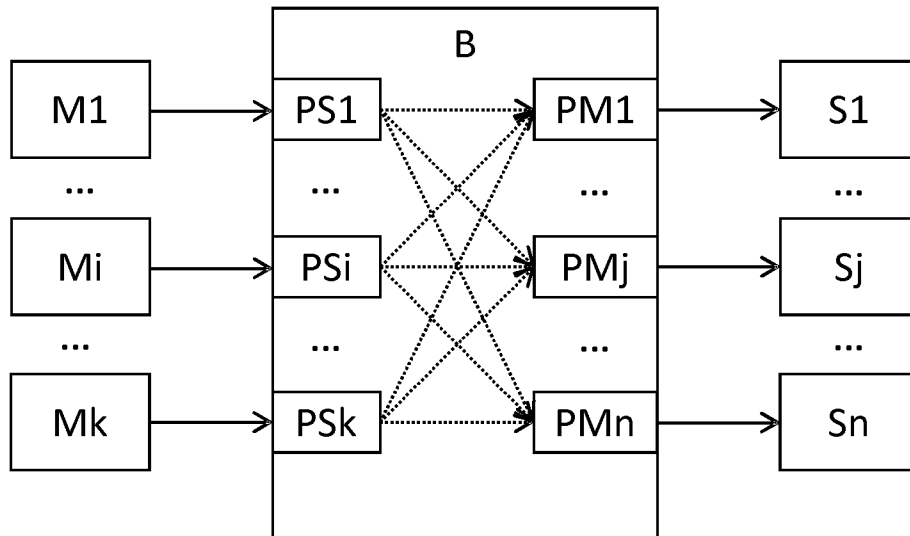 B
M1 PS1 PM1 S1
... ... ... ...
Mi PSi PMj Sj
... ... ... ...
Mk PSk PMn Sn